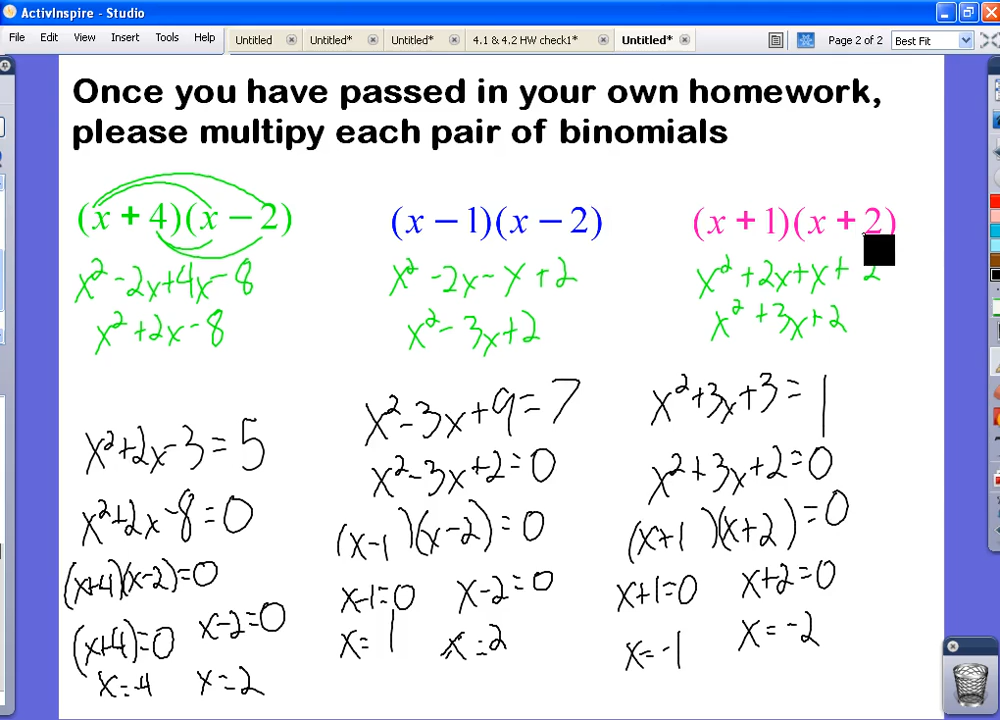 ActivInspire - Studio
File Edit View Insert Tools Help Untitled Untitled* Untitled* 4.1 & 4.2 HW check1* Untitled* Page 2 of 2 Best Fit
Once you have passed in your own homework,
please multipy each pair of binomials
(x + 4)(x − 2)
x² -2x+4x-8
x²+2x-8
x²+2x-3=5
x²+2x-8=0
(x+4)(x-2)=0
(x+4)=0 x-2=0
x=-4 x=2
(x − 1)(x − 2)
x² -2x-x+2
x²-3x+2
x²-3x+9=7
x²-3x+2=0
(x-1)(x-2)=0
x-1=0 x-2=0
x=1 x=2
(x + 1)(x + 2)
x²+2x+x+2
x²+3x+2
x²+3x+3=1
x²+3x+2=0
(x+1)(x+2)=0
x+1=0 x+2=0
x=-1 x=-2